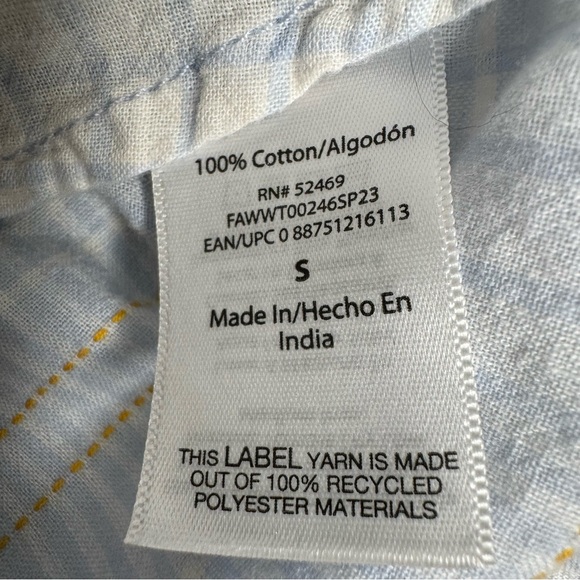 100% Cotton/Algodón
RN# 52469
FAWWT00246SP23
EAN/UPC 0 88751216113
S
Made In/Hecho En
India
THIS LABEL YARN IS MADE
OUT OF 100% RECYCLED
POLYESTER MATERIALS